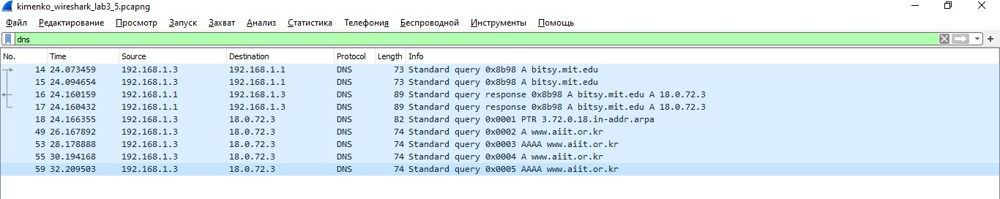 kimenko_wireshark_lab3_5.pcapng
Файл Редактирование Просмотр Запуск Захват Анализ Статистика Телефония Беспроводной Инструменты Помощь
dns
No. Time Source Destination Protocol Length Info
14 24.073459 192.168.1.3 192.168.1.1 DNS 73 Standard query 0x8b98 A bitsy.mit.edu
15 24.094654 192.168.1.3 192.168.1.1 DNS 73 Standard query 0x8b98 A bitsy.mit.edu
16 24.160159 192.168.1.1 192.168.1.3 DNS 89 Standard query response 0x8b98 A bitsy.mit.edu A 18.0.72.3
17 24.160432 192.168.1.1 192.168.1.3 DNS 89 Standard query response 0x8b98 A bitsy.mit.edu A 18.0.72.3
18 24.166355 192.168.1.3 18.0.72.3 DNS 82 Standard query 0x0001 PTR 3.72.0.18.in-addr.arpa
49 26.167892 192.168.1.3 18.0.72.3 DNS 74 Standard query 0x0002 A www.aiit.or.kr
53 28.178888 192.168.1.3 18.0.72.3 DNS 74 Standard query 0x0003 AAAA www.aiit.or.kr
55 30.194168 192.168.1.3 18.0.72.3 DNS 74 Standard query 0x0004 A www.aiit.or.kr
59 32.209503 192.168.1.3 18.0.72.3 DNS 74 Standard query 0x0005 AAAA www.aiit.or.kr